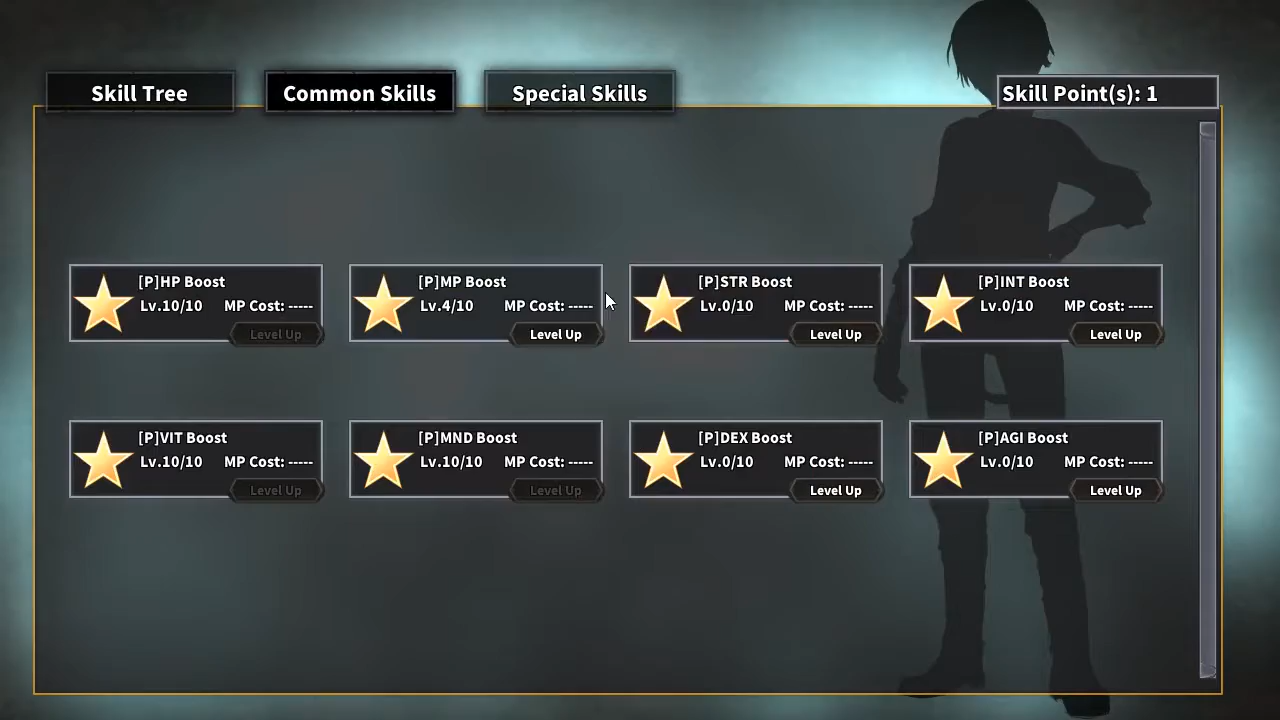 Skill Tree
Common Skills
Special Skills
Skill Point(s): 1
[P]HP Boost
Lv.10/10 MP Cost: -----
Level Up
[P]MP Boost
Lv.4/10 MP Cost: -----
Level Up
[P]STR Boost
Lv.0/10 MP Cost: -----
Level Up
[P]INT Boost
Lv.0/10 MP Cost: -----
Level Up
[P]VIT Boost
Lv.10/10 MP Cost: -----
Level Up
[P]MND Boost
Lv.10/10 MP Cost: -----
Level Up
[P]DEX Boost
Lv.0/10 MP Cost: -----
Level Up
[P]AGI Boost
Lv.0/10 MP Cost: -----
Level Up